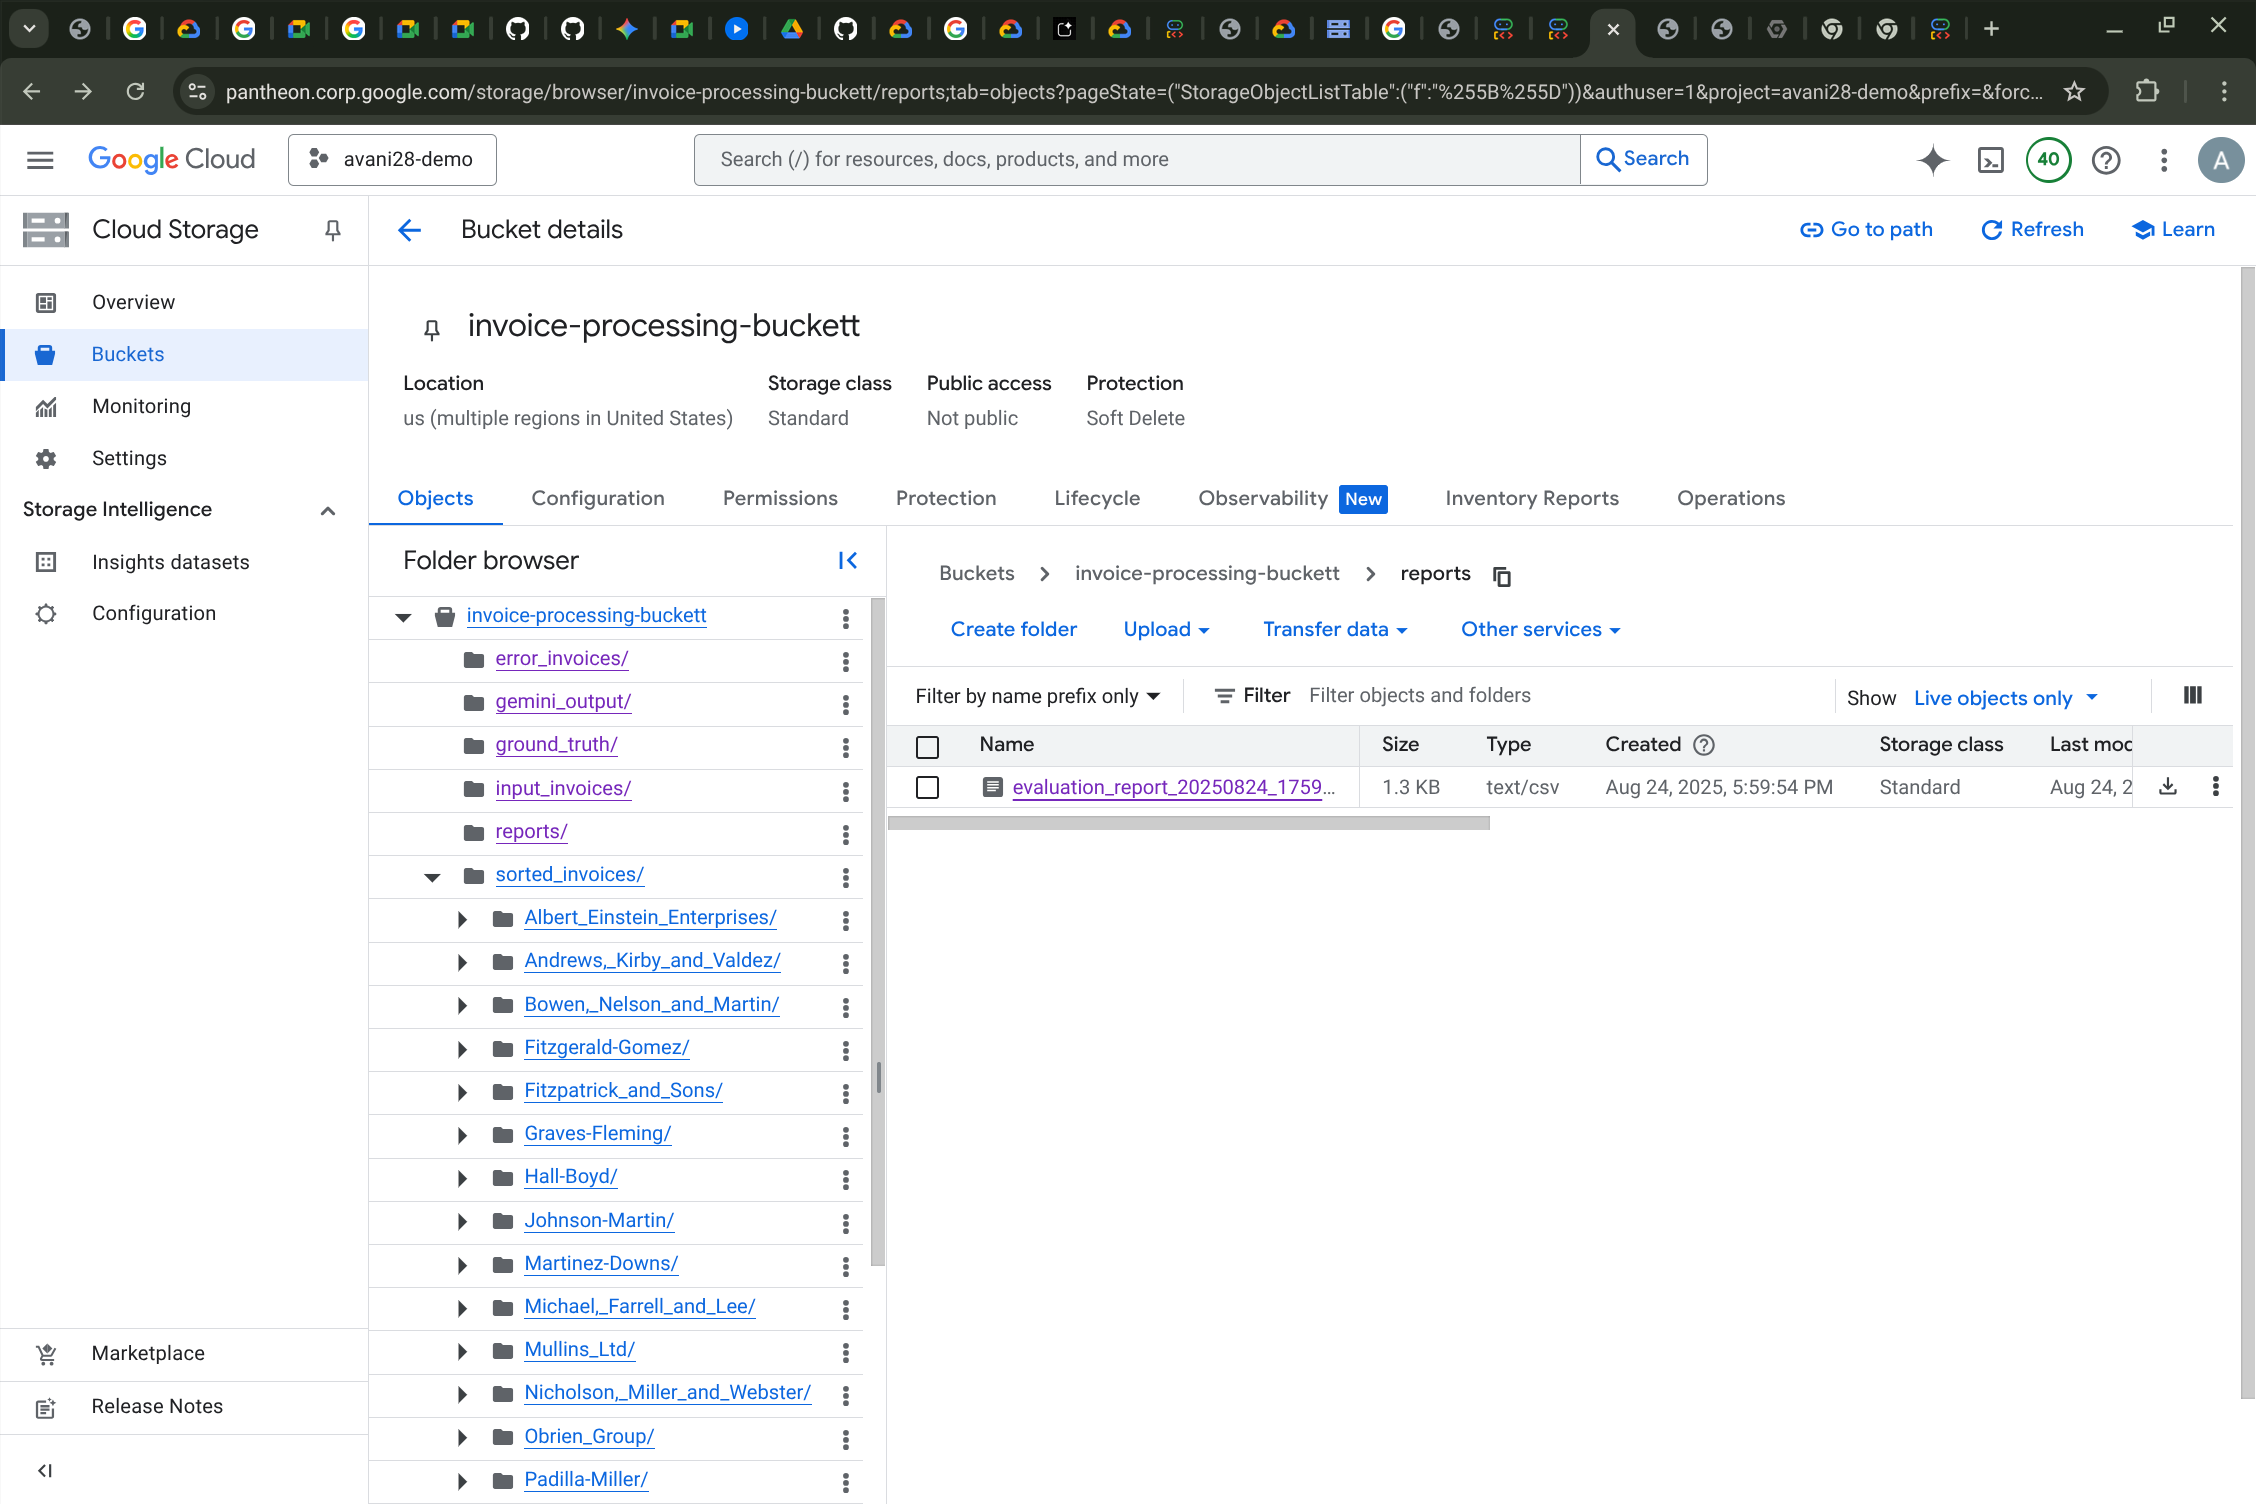 pantheon.corp.google.com/storage/browser/invoice-processing-buckett/reports;tab=objects?pageState=("StorageObjectListTable":("f":"%255B%255D"))&authuser=1&project=avani28-demo&prefix=&forc...
Google Cloud
avani28-demo
Search (/) for resources, docs, products, and more
Search
40
A
Cloud Storage
Bucket details
Go to path
Refresh
Learn
Overview
Buckets
Monitoring
Settings
Storage Intelligence
Insights datasets
Configuration
Marketplace
Release Notes
invoice-processing-buckett
Location
Storage class
Public access
Protection
us (multiple regions in United States)
Standard
Not public
Soft Delete
Objects
Configuration
Permissions
Protection
Lifecycle
Observability New
Inventory Reports
Operations
Folder browser
invoice-processing-buckett
error_invoices/
gemini_output/
ground_truth/
input_invoices/
reports/
sorted_invoices/
Albert_Einstein_Enterprises/
Andrews,_Kirby_and_Valdez/
Bowen,_Nelson_and_Martin/
Fitzgerald-Gomez/
Fitzpatrick_and_Sons/
Graves-Fleming/
Hall-Boyd/
Johnson-Martin/
Martinez-Downs/
Michael,_Farrell_and_Lee/
Mullins_Ltd/
Nicholson,_Miller_and_Webster/
Obrien_Group/
Padilla-Miller/
Buckets
invoice-processing-buckett
reports
Create folder
Upload
Transfer data
Other services
Filter by name prefix only
Filter
Filter objects and folders
Show
Live objects only
Name
Size
Type
Created
Storage class
Last mod
evaluation_report_20250824_1759...
1.3 KB
text/csv
Aug 24, 2025, 5:59:54 PM
Standard
Aug 24, 2